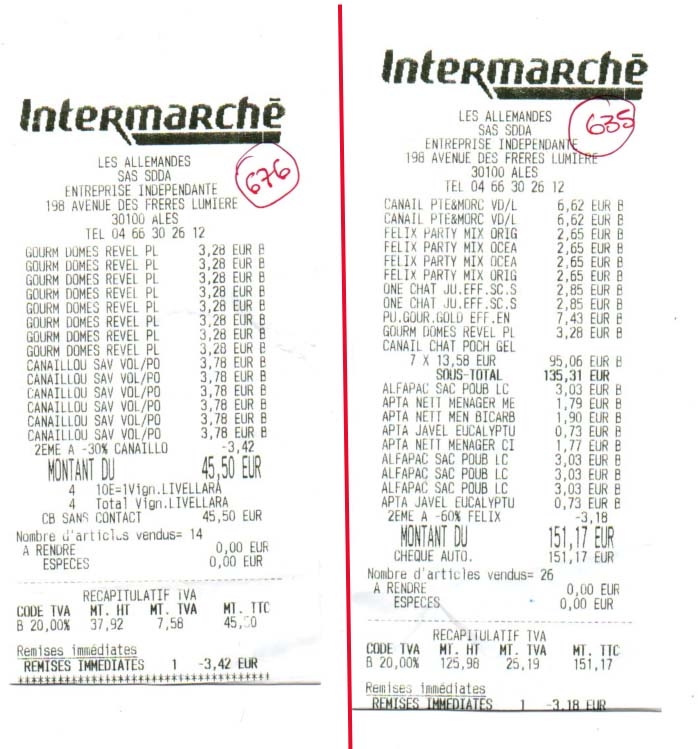 Intermarchē
LES ALLEMANDES
SAS SDDA
ENTREPRISE INDEPENDANTE
198 AVENUE DES FRERES LUMIERE
30100 ALES
TEL 04 66 30 26 12
676
GOURM DOMES REVEL PL 3,28 EUR B
GOURM DOMES REVEL PL 3,28 EUR B
GOURM DOMES REVEL PL 3,28 EUR B
GOURM DOMES REVEL PL 3,28 EUR B
GOURM DOMES REVEL PL 3,28 EUR B
GOURM DOMES REVEL PL 3,28 EUR B
GOURM DOMES REVEL PL 3,28 EUR B
GOURM DOMES REVEL PL 3,28 EUR B
CANAILLOU SAV VOL/PO 3,78 EUR B
CANAILLOU SAV VOL/PO 3,78 EUR B
CANAILLOU SAV VOL/PO 3,78 EUR B
CANAILLOU SAV VOL/PO 3,78 EUR B
CANAILLOU SAV VOL/PO 3,78 EUR B
CANAILLOU SAV VOL/PO 3,78 EUR B
2EME A -30% CANAILLO -3,42
MONTANT DU 45,50 EUR
4 10E=1Vign.LIVELLARA
4 Total Vign.LIVELLARA
CB SANS CONTACT 45,50 EUR
Nombre d'articles vendus= 14
A RENDRE 0,00 EUR
ESPECES 0,00 EUR
RECAPITULATIF TVA
CODE TVA MT. HT MT. TVA MT. TTC
B 20,00% 37,92 7,58 45,50
Remises immédiates
REMISES IMMEDIATES 1 -3,42 EUR
Intermarchē
LES ALLEMANDES
SAS SDDA
ENTREPRISE INDEPENDANTE
198 AVENUE DES FRERES LUMIERE
30100 ALES
TEL 04 66 30 26 12
635
CANAIL PTE&MORC VD/L 6,62 EUR B
CANAIL PTE&MORC VD/L 6,62 EUR B
FELIX PARTY MIX ORIG 2,65 EUR B
FELIX PARTY MIX OCEA 2,65 EUR B
FELIX PARTY MIX OCEA 2,65 EUR B
FELIX PARTY MIX ORIG 2,65 EUR B
ONE CHAT JU.EFF.SC.S 2,85 EUR B
ONE CHAT JU.EFF.SC.S 2,85 EUR B
PU.GOUR.GOLD EFF.EN 7,43 EUR B
GOURM DOMES REVEL PL 3,28 EUR B
CANAIL CHAT POCH GEL
7 X 13,58 EUR 95,06 EUR B
SOUS-TOTAL 135,31 EUR
ALFAPAC SAC POUB LC 3,03 EUR B
APTA NETT MENAGER ME 1,79 EUR B
APTA NETT MEN BICARB 1,90 EUR B
APTA JAVEL EUCALYPTU 0,73 EUR B
APTA NETT MENAGER CI 1,77 EUR B
ALFAPAC SAC POUB LC 3,03 EUR B
ALFAPAC SAC POUB LC 3,03 EUR B
ALFAPAC SAC POUB LC 3,03 EUR B
APTA JAVEL EUCALYPTU 0,73 EUR B
2EME A -60% FELIX -3,18
MONTANT DU 151,17 EUR
CHEQUE AUTO. 151,17 EUR
Nombre d'articles vendus= 26
A RENDRE 0,00 EUR
ESPECES 0,00 EUR
RECAPITULATIF TVA
CODE TVA MT. HT MT. TVA MT. TTC
B 20,00% 125,98 25,19 151,17
Remises immédiates
REMISES IMMEDIATES 1 -3,18 EUR